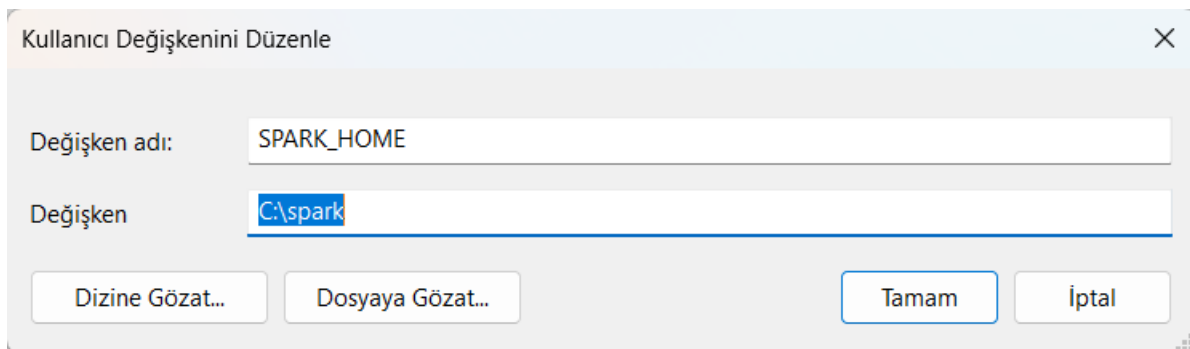 Kullanıcı Değişkenini Düzenle
Değişken adı: SPARK_HOME
Değişken C:\spark
Dizine Gözat... Dosyaya Gözat... Tamam İptal